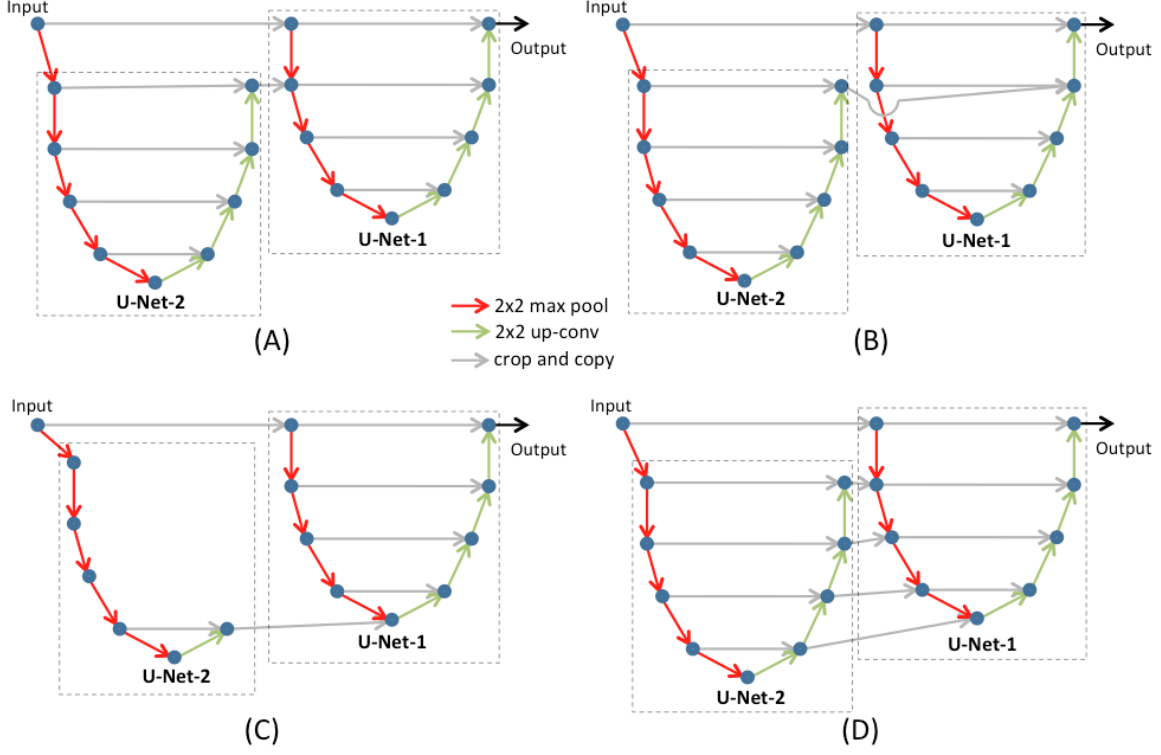 Input
Output
U-Net-1
U-Net-2
(A)
Input
Output
U-Net-1
U-Net-2
(B)
2x2 max pool
2x2 up-conv
crop and copy
Input
Output
U-Net-1
U-Net-2
(C)
Input
Output
U-Net-1
U-Net-2
(D)